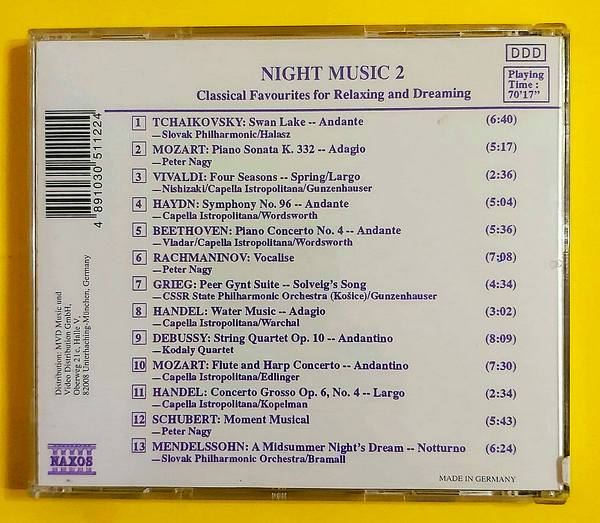 DDD
NIGHT MUSIC 2
Classical Favourites for Relaxing and Dreaming
Playing
Time :
70'17"
1 TCHAIKOVSKY: Swan Lake -- Andante (6:40)
—Slovak Philharmonic/Halasz
2 MOZART: Piano Sonata K. 332 -- Adagio (5:17)
—Peter Nagy
3 VIVALDI: Four Seasons -- Spring/Largo (2:36)
—Nishizaki/Capella Istropolitana/Gunzenhauser
4 HAYDN: Symphony No. 96 -- Andante (5:04)
—Capella Istropolitana/Wordsworth
5 BEETHOVEN: Piano Concerto No. 4 -- Andante (5:36)
—Vladar/Capella Istropolitana/Wordsworth
6 RACHMANINOV: Vocalise (7:08)
—Peter Nagy
7 GRIEG: Peer Gynt Suite -- Solveig's Song (4:34)
—CSSR State Philharmonic Orchestra (Košice)/Gunzenhauser
8 HANDEL: Water Music -- Adagio (3:02)
—Capella Istropolitana/Warchal
9 DEBUSSY: String Quartet Op. 10 -- Andantino (8:09)
—Kodaly Quartet
10 MOZART: Flute and Harp Concerto -- Andantino (7:30)
—Capella Istropolitana/Edlinger
11 HANDEL: Concerto Grosso Op. 6, No. 4 -- Largo (2:34)
—Capella Istropolitana/Kopelman
12 SCHUBERT: Moment Musical (5:43)
—Peter Nagy
13 MENDELSSOHN: A Midsummer Night's Dream -- Notturno (6:24)
—Slovak Philharmonic Orchestra/Bramall
MADE IN GERMANY
4 891030 511224
Distribution: MVD Music und
Video Distribution GmbH,
Oberweg 21 c, Halle V,
82008 Unterhaching-München, Germany
NAXOS